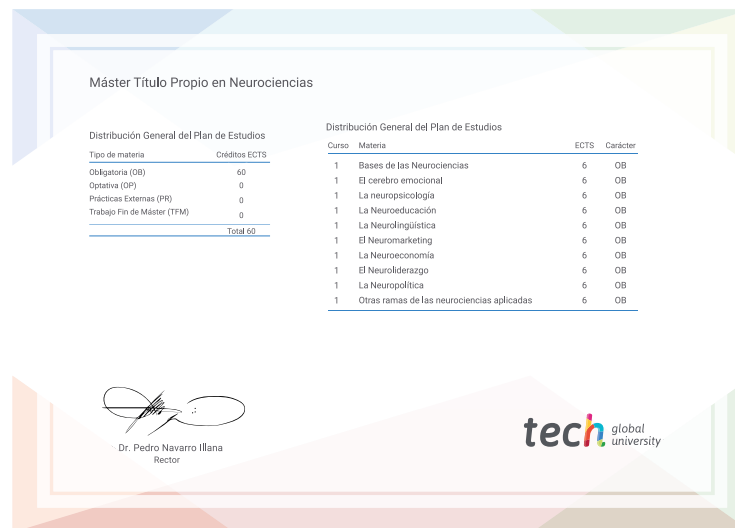 Máster Título Propio en Neurociencias
Distribución General del Plan de Estudios
Tipo de materia Créditos ECTS
Obligatoria (OB) 60
Optativa (OP) 0
Prácticas Externas (PR) 0
Trabajo Fin de Máster (TFM) 0
Total 60
Distribución General del Plan de Estudios
Curso Materia ECTS Carácter
1 Bases de las Neurociencias 6 OB
1 El cerebro emocional 6 OB
1 La neuropsicología 6 OB
1 La Neuroeducación 6 OB
1 La Neurolingüística 6 OB
1 El Neuromarketing 6 OB
1 La Neuroeconomía 6 OB
1 El Neuroliderazgo 6 OB
1 La Neuropolítica 6 OB
1 Otras ramas de las neurociencias aplicadas 6 OB
Dr. Pedro Navarro Illana
Rector
tech global
university